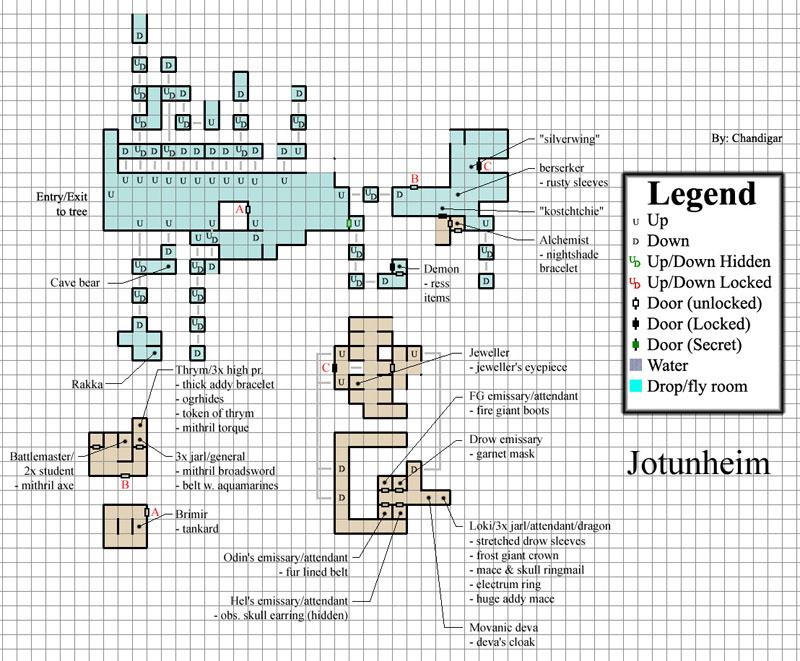 "silverwing"
By: Chandigar
C
B
berserker
- rusty sleeves
Entry/Exit
to tree
A
"kostchtchie"
Alchemist
- nightshade
bracelet
Cave bear
Demon
- ress
items
Rakka
Thrym/3x high pr.
- thick addy bracelet
- ogrhides
- token of thrym
- mithril torque
C
Jeweller
- jeweller's eyepiece
FG emissary/attendant
- fire giant boots
Battlemaster/
2x student
- mithril axe
3x jarl/general
- mithril broadsword
- belt w. aquamarines
B
Drow emissary
- garnet mask
A
Brimir
- tankard
Loki/3x jarl/attendant/dragon
- stretched drow sleeves
- frost giant crown
- mace & skull ringmail
- electrum ring
- huge addy mace
Odin's emissary/attendant
- fur lined belt
Hel's emissary/attendant
- obs. skull earring (hidden)
Movanic deva
- deva's cloak
Legend
U Up
D Down
UD Up/Down Hidden
UD Up/Down Locked
Door (unlocked)
Door (Locked)
Door (Secret)
Water
Drop/fly room
Jotunheim